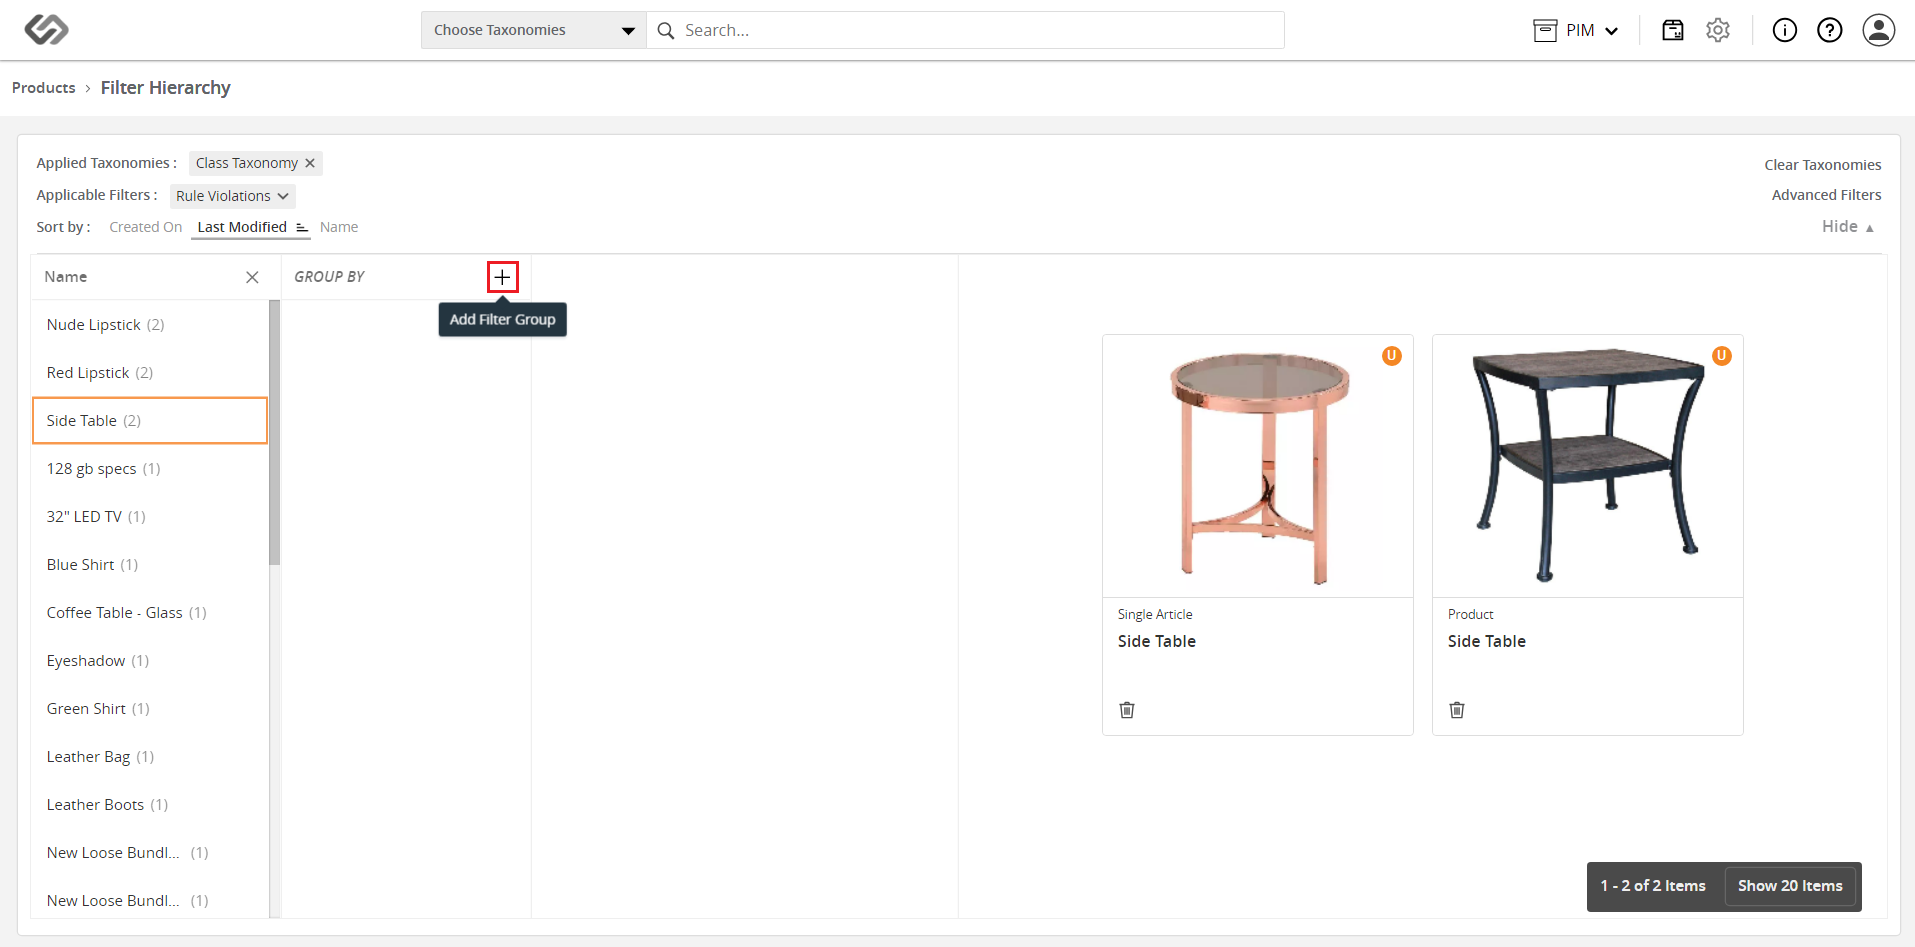 Choose Taxonomies
Search...
PIM
Products › Filter Hierarchy
Applied Taxonomies : Class Taxonomy ✕
Clear Taxonomies
Applicable Filters : Rule Violations
Advanced Filters
Sort by : Created On Last Modified Name
Hide ▲
Name
GROUP BY
Add Filter Group
Nude Lipstick (2)
Red Lipstick (2)
Side Table (2)
128 gb specs (1)
32" LED TV (1)
Blue Shirt (1)
Coffee Table - Glass (1)
Eyeshadow (1)
Green Shirt (1)
Leather Bag (1)
Leather Boots (1)
New Loose Bundl... (1)
New Loose Bundl... (1)
U
Single Article
Side Table
U
Product
Side Table
1 - 2 of 2 Items
Show 20 Items